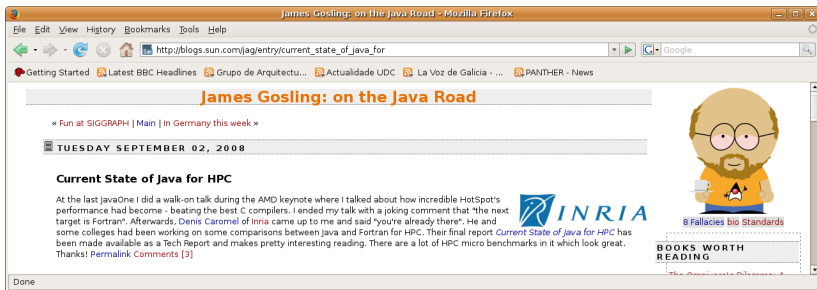 James Gosling: on the Java Road - Mozilla Firefox
File Edit View History Bookmarks Tools Help
http://blogs.sun.com/jag/entry/current_state_of_java_for
Google
Getting Started Latest BBC Headlines Grupo de Arquitectu... Actualidade UDC La Voz de Galicia - ... PANTHER - News
James Gosling: on the Java Road
« Fun at SIGGRAPH | Main | In Germany this week »
TUESDAY SEPTEMBER 02, 2008
Current State of Java for HPC
At the last JavaOne I did a walk-on talk during the AMD keynote where I talked about how incredible HotSpot's
performance had become - beating the best C compilers. I ended my talk with a joking comment that "the next
target is Fortran". Afterwards, Denis Caromel of Inria came up to me and said "you're already there". He and
some colleges had been working on some comparisons between Java and Fortran for HPC. Their final report Current State of Java for HPC has
been made available as a Tech Report and makes pretty interesting reading. There are a lot of HPC micro benchmarks in it which look great.
Thanks! Permalink Comments [3]
INRIA
8 Fallacies bio Standards
BOOKS WORTH
READING
The Omnivore's Dilemma: A
Done